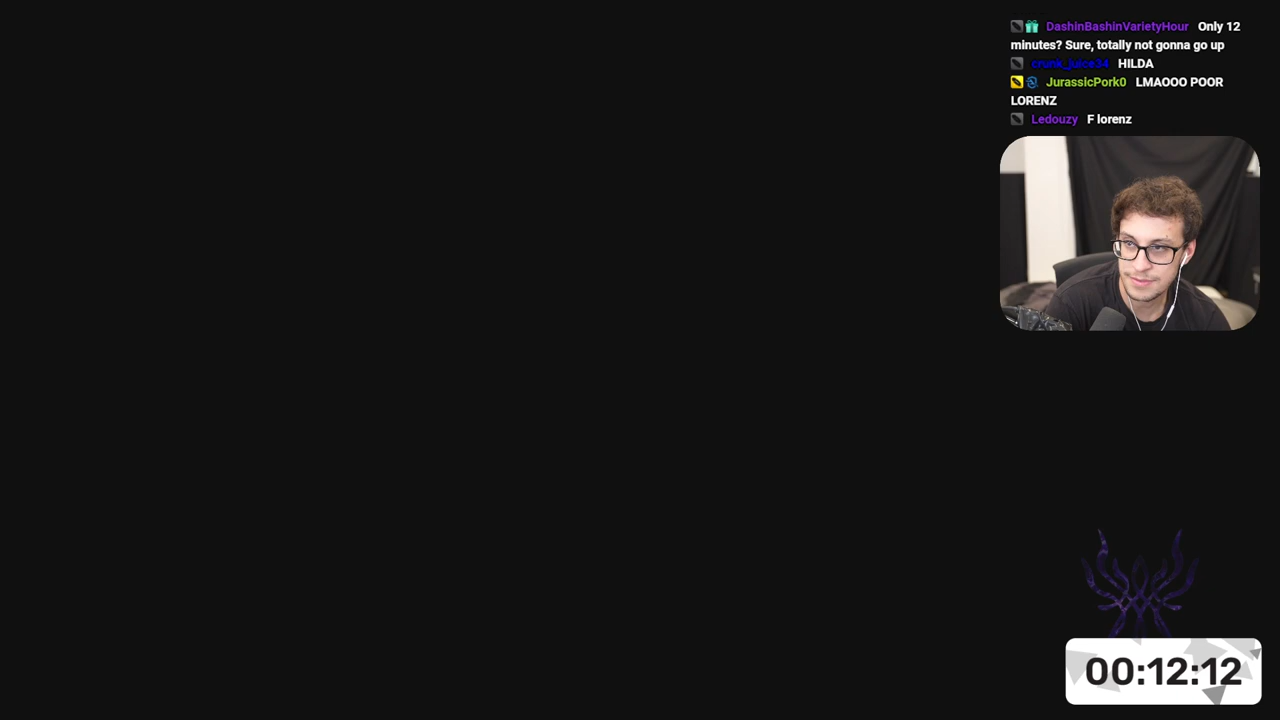 DashinBashinVarietyHour Only 12
minutes? Sure, totally not gonna go up
crunk_juice34 HILDA
JurassicPork0 LMAOOO POOR
LORENZ
Ledouzy F lorenz
00:12:12